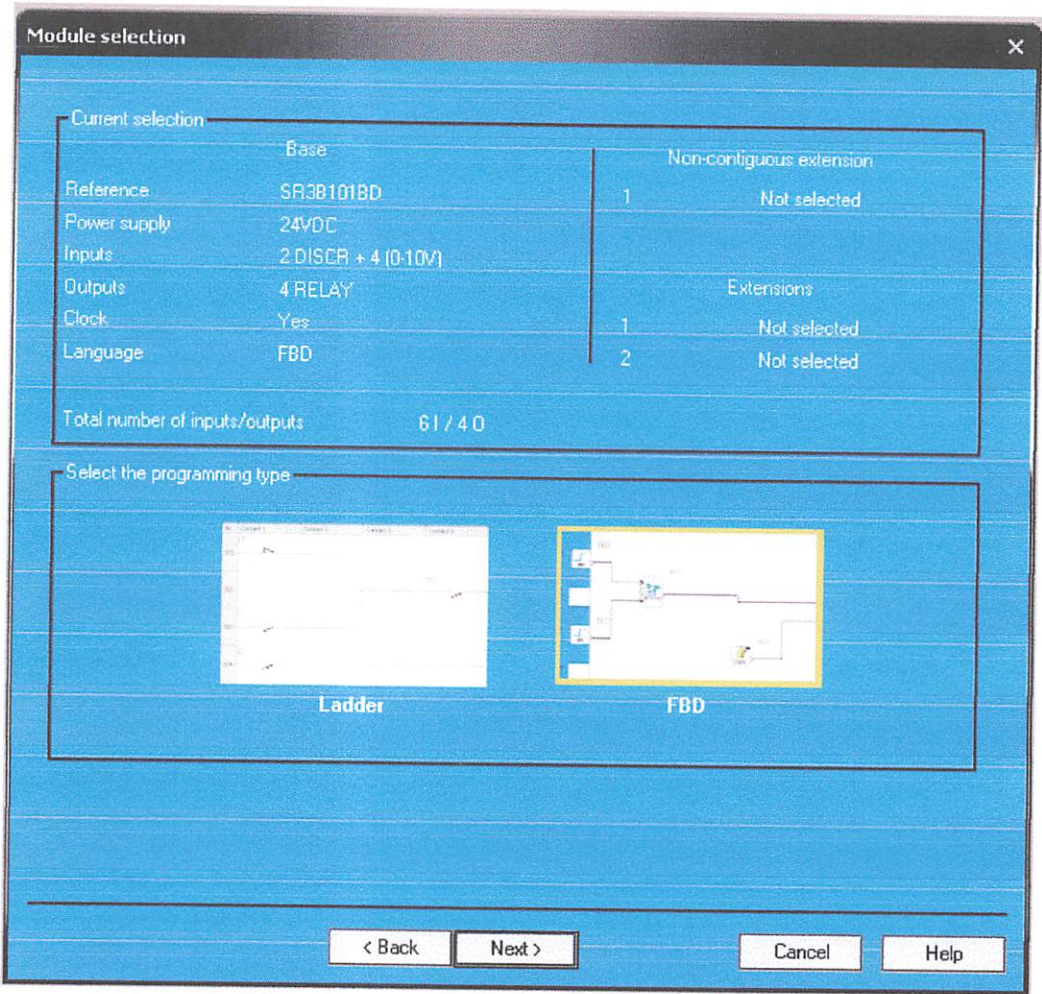 Module selection
Current selection
Base
Reference SR3B101BD
Power supply 24VDC
Inputs 2 DISCR + 4 (0-10V)
Outputs 4 RELAY
Clock Yes
Language FBD
Non-contiguous extension
1 Not selected
Extensions
1 Not selected
2 Not selected
Total number of inputs/outputs 6 I / 4 O
Select the programming type
Ladder
FBD
< Back
Next >
Cancel
Help